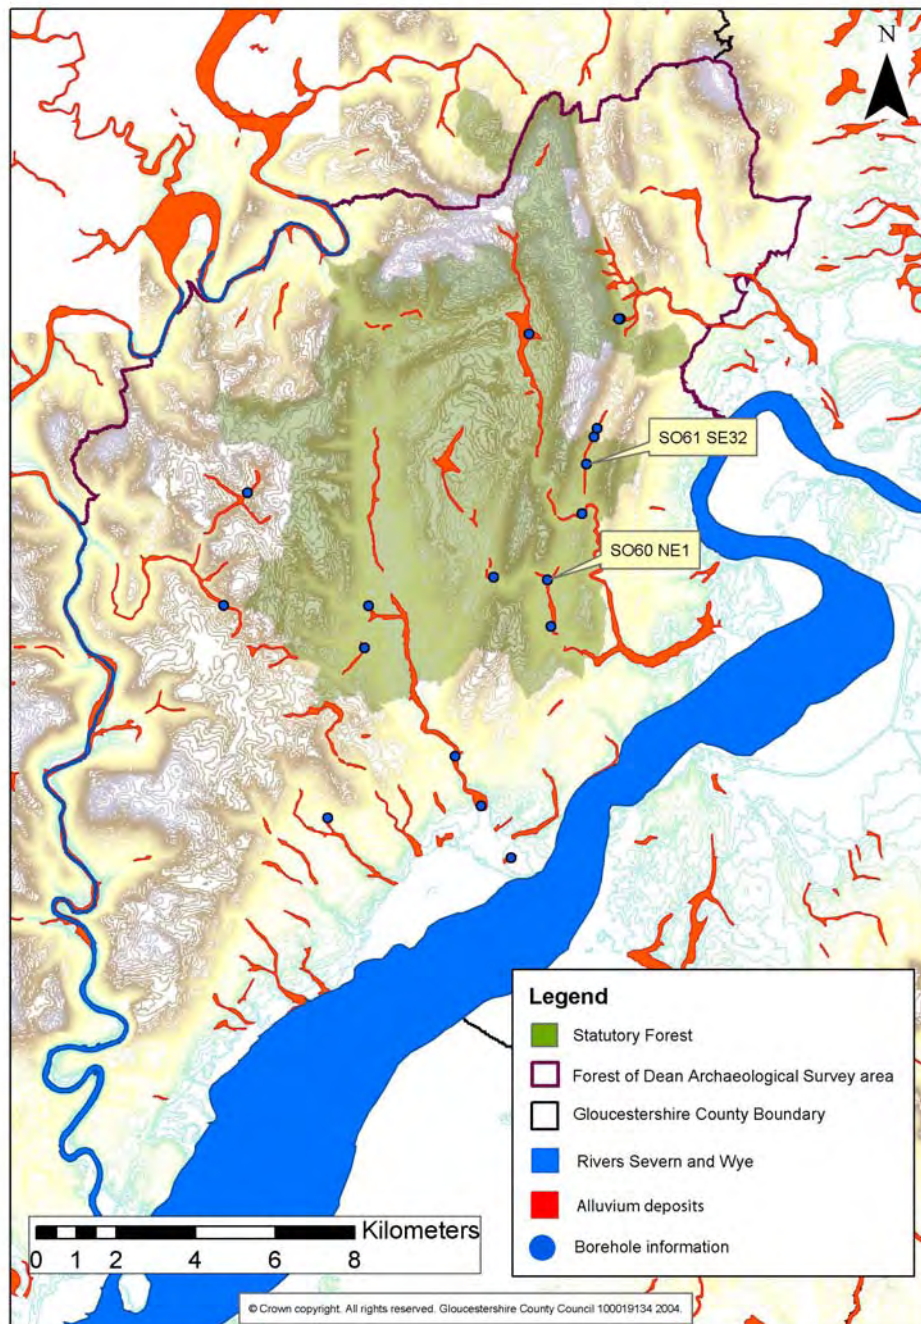 N
SO61 SE32
SO60 NE1
Legend
Statutory Forest
Forest of Dean Archaeological Survey area
Gloucestershire County Boundary
Rivers Severn and Wye
Alluvium deposits
Borehole information
Kilometers
0 1 2 4 6 8
© Crown copyright. All rights reserved. Gloucestershire County Council 100019134 2004.